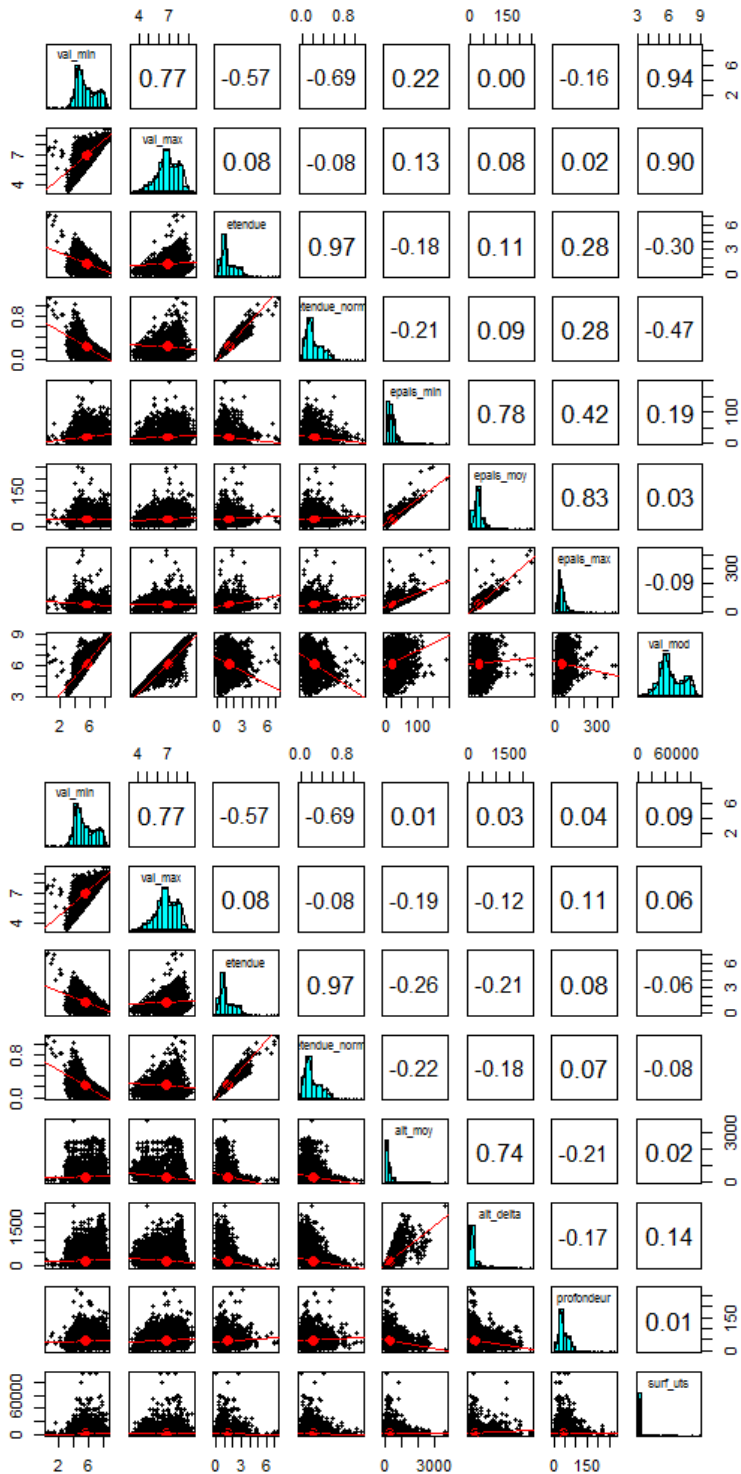 4 7 0.0 0.8 0 150 3 6 9
val_min 0.77 -0.57 -0.69 0.22 0.00 -0.16 0.94 2 6
4 7 val_max 0.08 -0.08 0.13 0.08 0.02 0.90
etendue 0.97 -0.18 0.11 0.28 -0.30 0 3 6
0.0 0.8 etendue_norm -0.21 0.09 0.28 -0.47
epais_min 0.78 0.42 0.19 0 100
0 150 epais_moy 0.83 0.03
epais_max -0.09 0 300
3 6 9 val_mod
2 6 0 3 6 0 100 0 300
4 7 0.0 0.8 0 1500 0 60000
val_min 0.77 -0.57 -0.69 0.01 0.03 0.04 0.09 2 6
4 7 val_max 0.08 -0.08 -0.19 -0.12 0.11 0.06
etendue 0.97 -0.26 -0.21 0.08 -0.06 0 3 6
0.0 0.8 etendue_norm -0.22 -0.18 0.07 -0.08
alt_moy 0.74 -0.21 0.02 0 3000
0 1500 alt_delta -0.17 0.14
profondeur 0.01 0 150
0 60000 surf_uts
2 6 0 3 6 0 3000 0 150